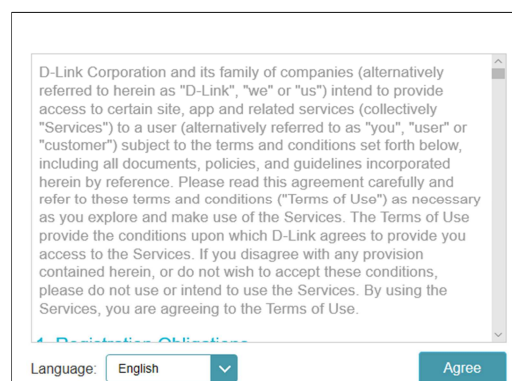 D-Link Corporation and its family of companies (alternatively
referred to herein as "D-Link", "we" or "us") intend to provide
access to certain site, app and related services (collectively
"Services") to a user (alternatively referred to as "you", "user" or
"customer") subject to the terms and conditions set forth below,
including all documents, policies, and guidelines incorporated
herein by reference. Please read this agreement carefully and
refer to these terms and conditions ("Terms of Use") as necessary
as you explore and make use of the Services. The Terms of Use
provide the conditions upon which D-Link agrees to provide you
access to the Services. If you disagree with any provision
contained herein, or do not wish to accept these conditions,
please do not use or intend to use the Services. By using the
Services, you are agreeing to the Terms of Use.
1. Registration Obligations
Language: English
Agree